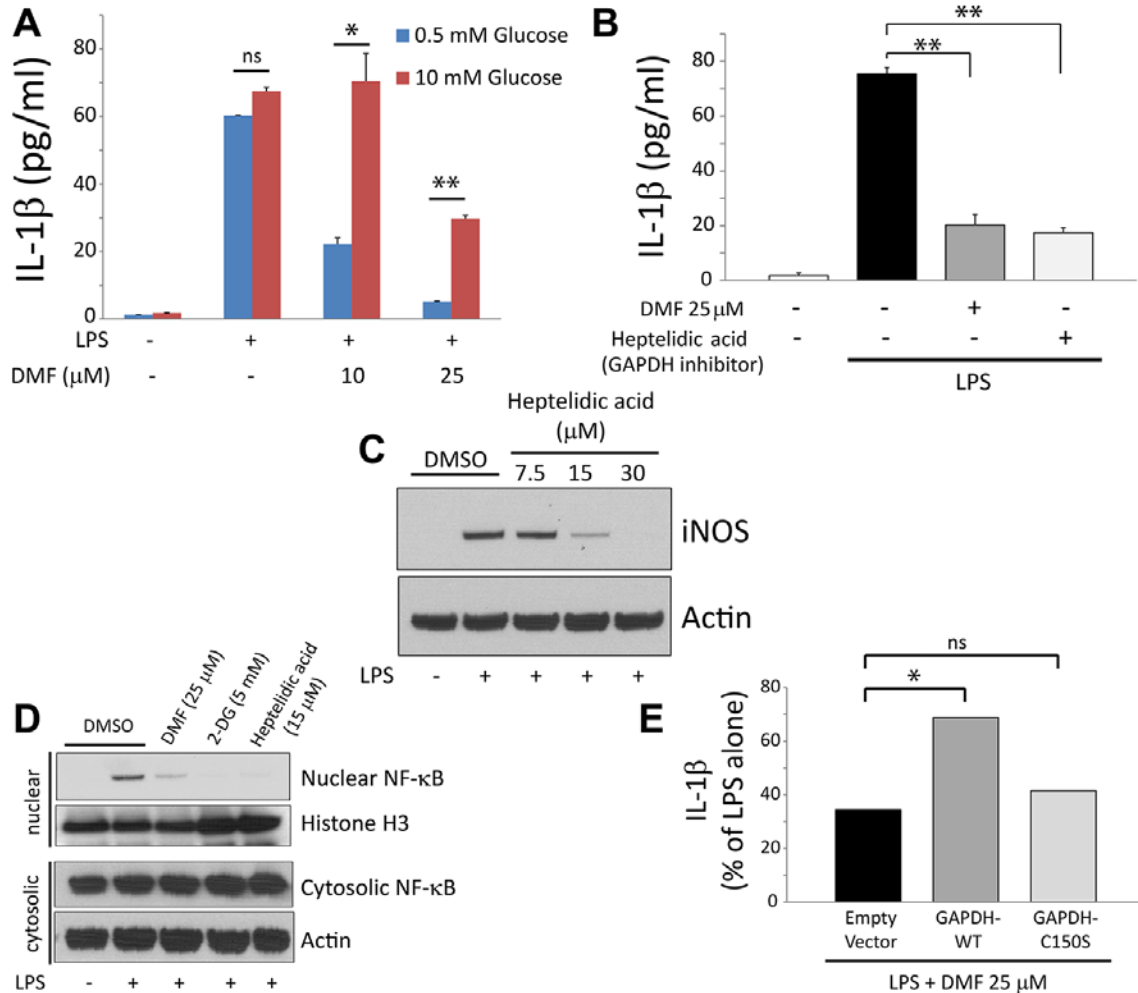 A
IL-1β (pg/ml)
80
60
40
20
0
ns
*
**
0.5 mM Glucose
10 mM Glucose
LPS - + + +
DMF (μM) - - 10 25
B
IL-1β (pg/ml)
80
60
40
20
0
**
**
DMF 25 μM - - + -
Heptelidic acid - - - +
(GAPDH inhibitor)
LPS
C
Heptelidic acid
(μM)
DMSO 7.5 15 30
iNOS
Actin
LPS - + + + +
D
DMSO
DMF (25 μM)
2-DG (5 mM)
Heptelidic acid
(15 μM)
nuclear
Nuclear NF-κB
Histone H3
cytosolic
Cytosolic NF-κB
Actin
LPS - + + + +
E
IL-1β
(% of LPS alone)
80
60
40
20
0
ns
*
Empty Vector
GAPDH-WT
GAPDH-C150S
LPS + DMF 25 μM